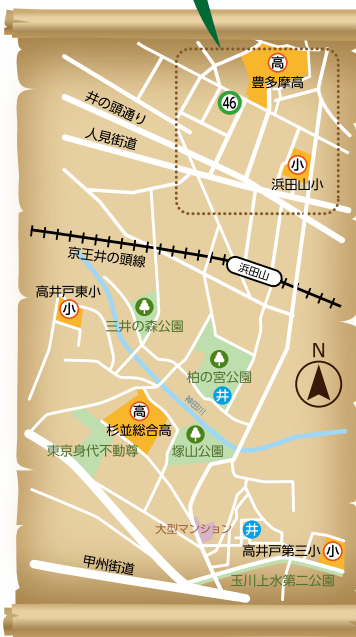 高
豊多摩高
46
井の頭通り
人見街道
小
浜田山小
京王井の頭線
浜田山
高井戸東小
小
三井の森公園
柏の宮公園
井
N
神田川
高
杉並総合高
塚山公園
東京身代不動尊
大型マンション
井
高井戸第三小
小
甲州街道
玉川上水第二公園